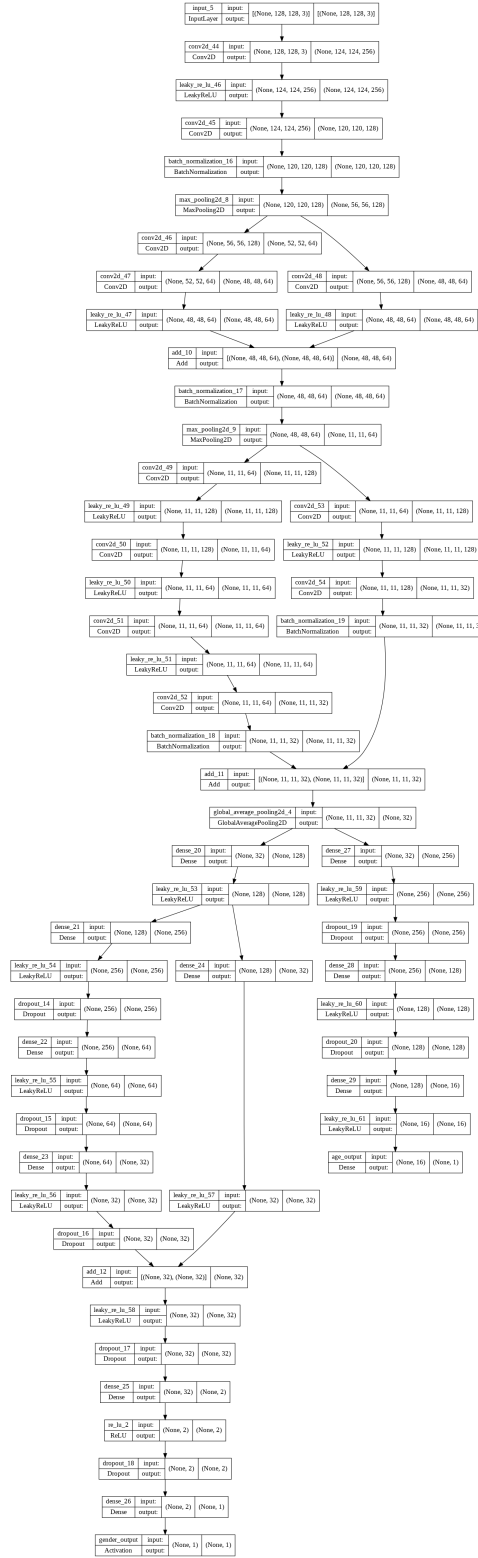 input_5 input: [(None, 128, 128, 3)] [(None, 128, 128, 3)]
InputLayer output:
conv2d_44 input: (None, 128, 128, 3) (None, 124, 124, 256)
Conv2D output:
leaky_re_lu_46 input: (None, 124, 124, 256) (None, 124, 124, 256)
LeakyReLU output:
conv2d_45 input: (None, 124, 124, 256) (None, 120, 120, 128)
Conv2D output:
batch_normalization_16 input: (None, 120, 120, 128) (None, 120, 120, 128)
BatchNormalization output:
max_pooling2d_8 input: (None, 120, 120, 128) (None, 56, 56, 128)
MaxPooling2D output:
conv2d_46 input: (None, 56, 56, 128) (None, 52, 52, 64)
Conv2D output:
conv2d_47 input: (None, 52, 52, 64) (None, 48, 48, 64)
Conv2D output:
conv2d_48 input: (None, 56, 56, 128) (None, 48, 48, 64)
Conv2D output:
leaky_re_lu_47 input: (None, 48, 48, 64) (None, 48, 48, 64)
LeakyReLU output:
leaky_re_lu_48 input: (None, 48, 48, 64) (None, 48, 48, 64)
LeakyReLU output:
add_10 input: [(None, 48, 48, 64), (None, 48, 48, 64)] (None, 48, 48, 64)
Add output:
batch_normalization_17 input: (None, 48, 48, 64) (None, 48, 48, 64)
BatchNormalization output:
max_pooling2d_9 input: (None, 48, 48, 64) (None, 11, 11, 64)
MaxPooling2D output:
conv2d_49 input: (None, 11, 11, 64) (None, 11, 11, 128)
Conv2D output:
leaky_re_lu_49 input: (None, 11, 11, 128) (None, 11, 11, 128)
LeakyReLU output:
conv2d_53 input: (None, 11, 11, 64) (None, 11, 11, 128)
Conv2D output:
conv2d_50 input: (None, 11, 11, 128) (None, 11, 11, 64)
Conv2D output:
leaky_re_lu_52 input: (None, 11, 11, 128) (None, 11, 11, 128)
LeakyReLU output:
leaky_re_lu_50 input: (None, 11, 11, 64) (None, 11, 11, 64)
LeakyReLU output:
conv2d_54 input: (None, 11, 11, 128) (None, 11, 11, 32)
Conv2D output:
conv2d_51 input: (None, 11, 11, 64) (None, 11, 11, 64)
Conv2D output:
batch_normalization_19 input: (None, 11, 11, 32) (None, 11, 11, 3
BatchNormalization output:
leaky_re_lu_51 input: (None, 11, 11, 64) (None, 11, 11, 64)
LeakyReLU output:
conv2d_52 input: (None, 11, 11, 64) (None, 11, 11, 32)
Conv2D output:
batch_normalization_18 input: (None, 11, 11, 32) (None, 11, 11, 32)
BatchNormalization output:
add_11 input: [(None, 11, 11, 32), (None, 11, 11, 32)] (None, 11, 11, 32)
Add output:
global_average_pooling2d_4 input: (None, 11, 11, 32) (None, 32)
GlobalAveragePooling2D output:
dense_20 input: (None, 32) (None, 128)
Dense output:
dense_27 input: (None, 32) (None, 256)
Dense output:
leaky_re_lu_53 input: (None, 128) (None, 128)
LeakyReLU output:
leaky_re_lu_59 input: (None, 256) (None, 256)
LeakyReLU output:
dense_21 input: (None, 128) (None, 256)
Dense output:
dropout_19 input: (None, 256) (None, 256)
Dropout output:
leaky_re_lu_54 input: (None, 256) (None, 256)
LeakyReLU output:
dense_24 input: (None, 128) (None, 32)
Dense output:
dense_28 input: (None, 256) (None, 128)
Dense output:
dropout_14 input: (None, 256) (None, 256)
Dropout output:
leaky_re_lu_60 input: (None, 128) (None, 128)
LeakyReLU output:
dense_22 input: (None, 256) (None, 64)
Dense output:
dropout_20 input: (None, 128) (None, 128)
Dropout output:
leaky_re_lu_55 input: (None, 64) (None, 64)
LeakyReLU output:
dense_29 input: (None, 128) (None, 16)
Dense output:
dropout_15 input: (None, 64) (None, 64)
Dropout output:
leaky_re_lu_61 input: (None, 16) (None, 16)
LeakyReLU output:
dense_23 input: (None, 64) (None, 32)
Dense output:
age_output input: (None, 16) (None, 1)
Dense output:
leaky_re_lu_56 input: (None, 32) (None, 32)
LeakyReLU output:
leaky_re_lu_57 input: (None, 32) (None, 32)
LeakyReLU output:
dropout_16 input: (None, 32) (None, 32)
Dropout output:
add_12 input: [(None, 32), (None, 32)] (None, 32)
Add output:
leaky_re_lu_58 input: (None, 32) (None, 32)
LeakyReLU output:
dropout_17 input: (None, 32) (None, 32)
Dropout output:
dense_25 input: (None, 32) (None, 2)
Dense output:
re_lu_2 input: (None, 2) (None, 2)
ReLU output:
dropout_18 input: (None, 2) (None, 2)
Dropout output:
dense_26 input: (None, 2) (None, 1)
Dense output:
gender_output input: (None, 1) (None, 1)
Activation output: